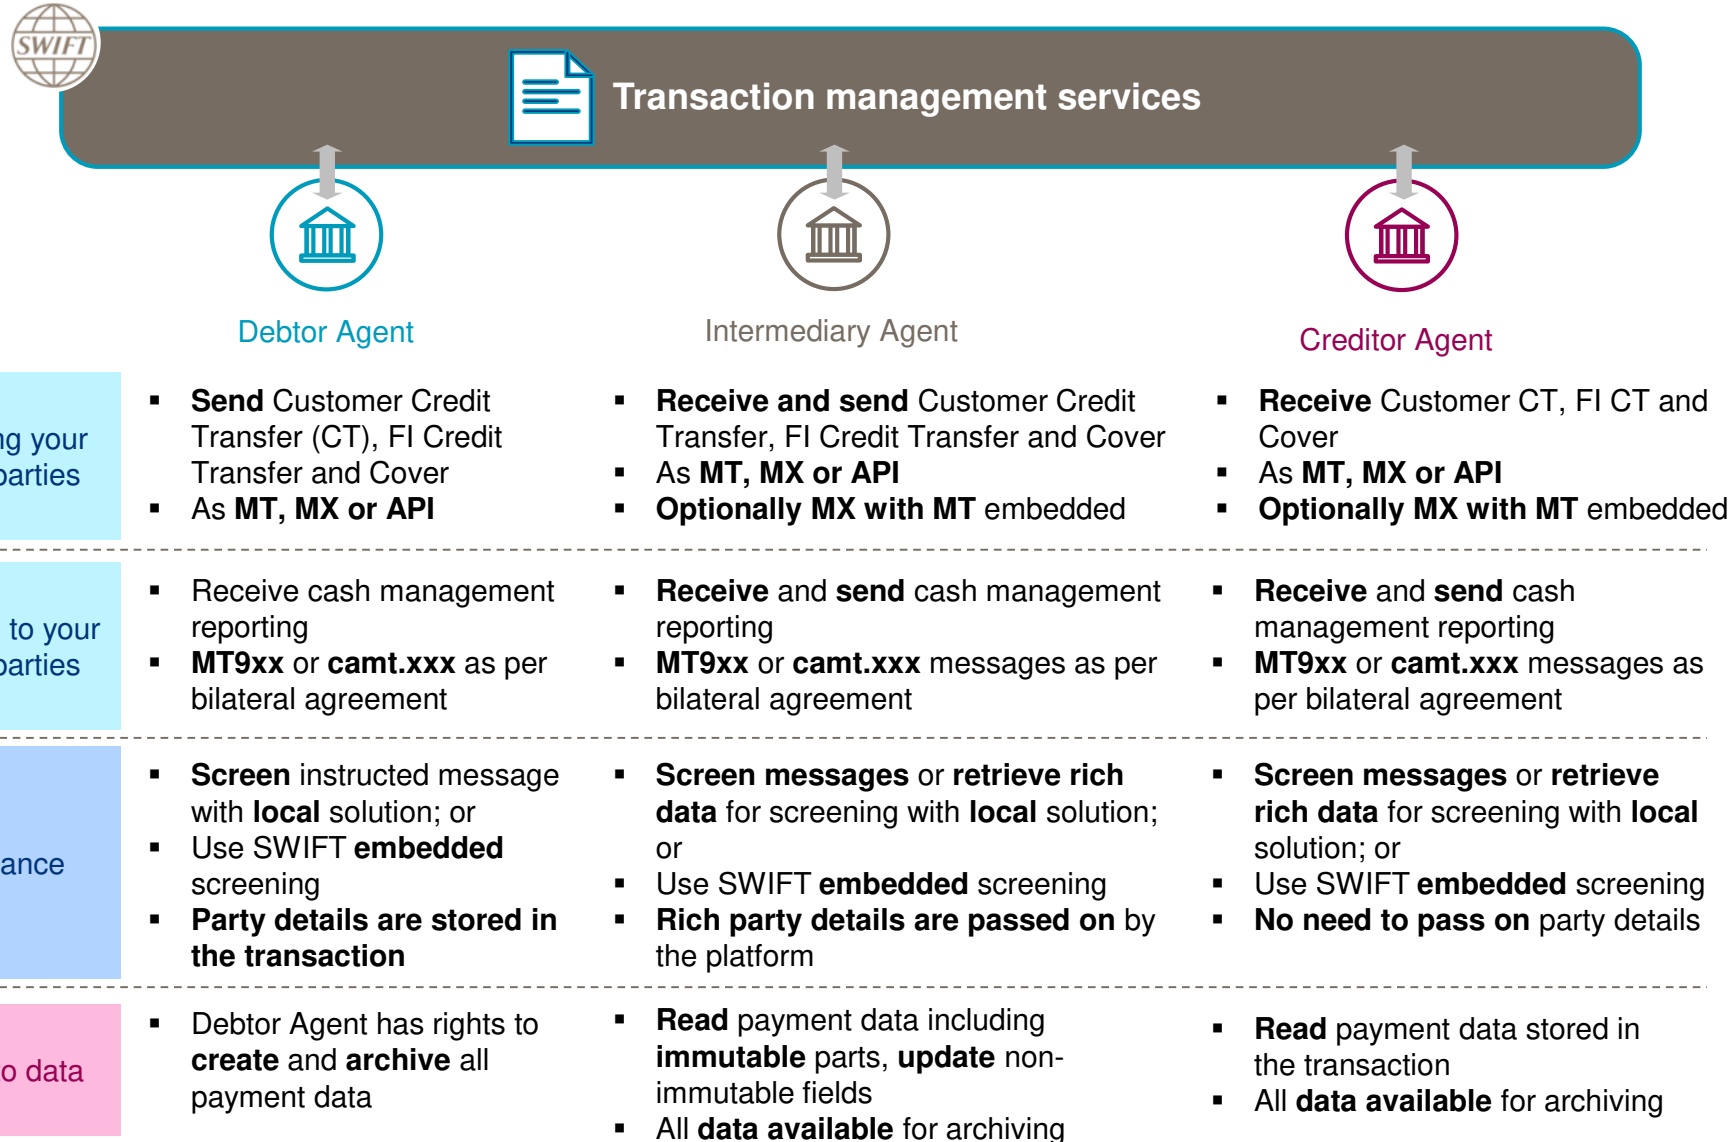 SWIFT
Transaction management services
Debtor Agent
Intermediary Agent
Creditor Agent
ng your
parties
▪ Send Customer Credit
Transfer (CT), FI Credit
Transfer and Cover
▪ As MT, MX or API
▪ Receive and send Customer Credit
Transfer, FI Credit Transfer and Cover
▪ As MT, MX or API
▪ Optionally MX with MT embedded
▪ Receive Customer CT, FI CT and
Cover
▪ As MT, MX or API
▪ Optionally MX with MT embedded
to your
parties
▪ Receive cash management
reporting
▪ MT9xx or camt.xxx as per
bilateral agreement
▪ Receive and send cash management
reporting
▪ MT9xx or camt.xxx messages as per
bilateral agreement
▪ Receive and send cash
management reporting
▪ MT9xx or camt.xxx messages as
per bilateral agreement
ance
▪ Screen instructed message
with local solution; or
▪ Use SWIFT embedded
screening
▪ Party details are stored in
the transaction
▪ Screen messages or retrieve rich
data for screening with local solution;
or
▪ Use SWIFT embedded screening
▪ Rich party details are passed on by
the platform
▪ Screen messages or retrieve
rich data for screening with local
solution; or
▪ Use SWIFT embedded screening
▪ No need to pass on party details
o data
▪ Debtor Agent has rights to
create and archive all
payment data
▪ Read payment data including
immutable parts, update non-
immutable fields
▪ All data available for archiving
▪ Read payment data stored in
the transaction
▪ All data available for archiving